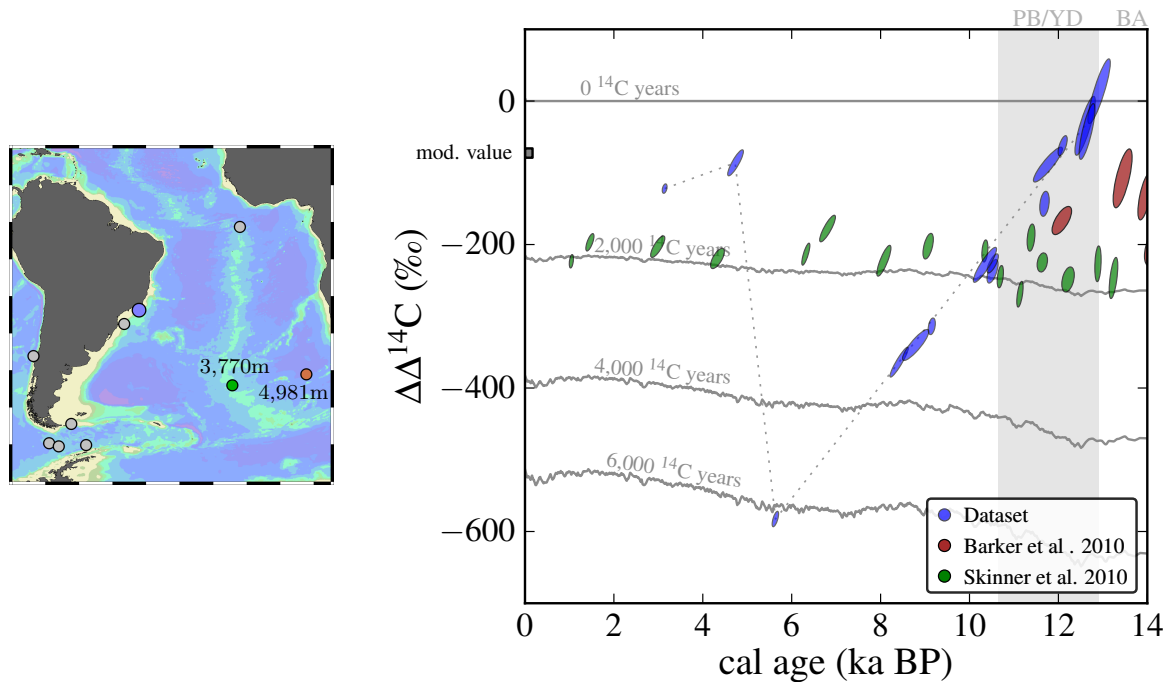 3,770m
4,981m
PB/YD BA
0 ¹⁴C years
mod. value
2,000 ¹⁴C years
4,000 ¹⁴C years
6,000 ¹⁴C years
ΔΔ¹⁴C (‰)
0
−200
−400
−600
Dataset
Barker et al . 2010
Skinner et al. 2010
0 2 4 6 8 10 12 14
cal age (ka BP)